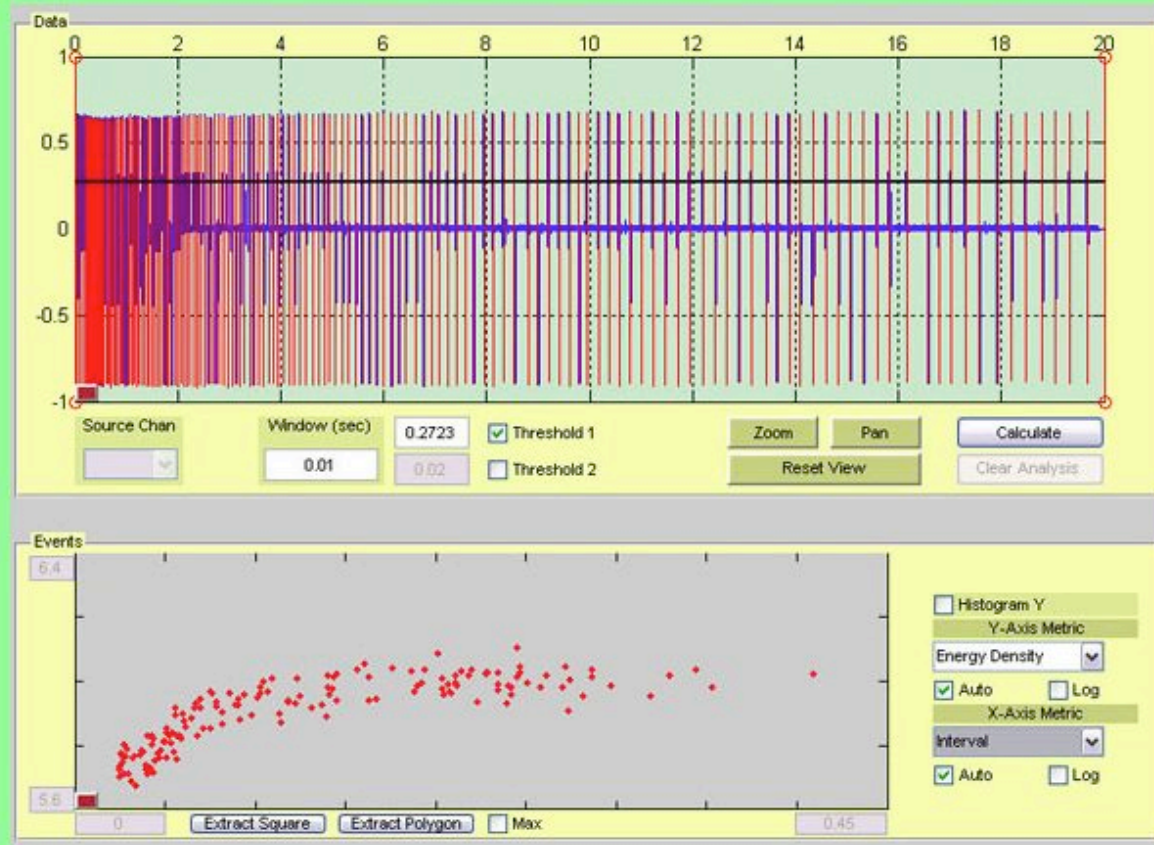 Data
0 2 4 6 8 10 12 14 16 18 20
1
0.5
0
-0.5
-1
Source Chan
Window (sec)
0.01
0.2723
0.02
Threshold 1
Threshold 2
Zoom
Pan
Reset View
Calculate
Clear Analysis
Events
6.4
5.6
0
Extract Square
Extract Polygon
Max
0.45
Histogram Y
Y-Axis Metric
Energy Density
Auto
Log
X-Axis Metric
Interval
Auto
Log